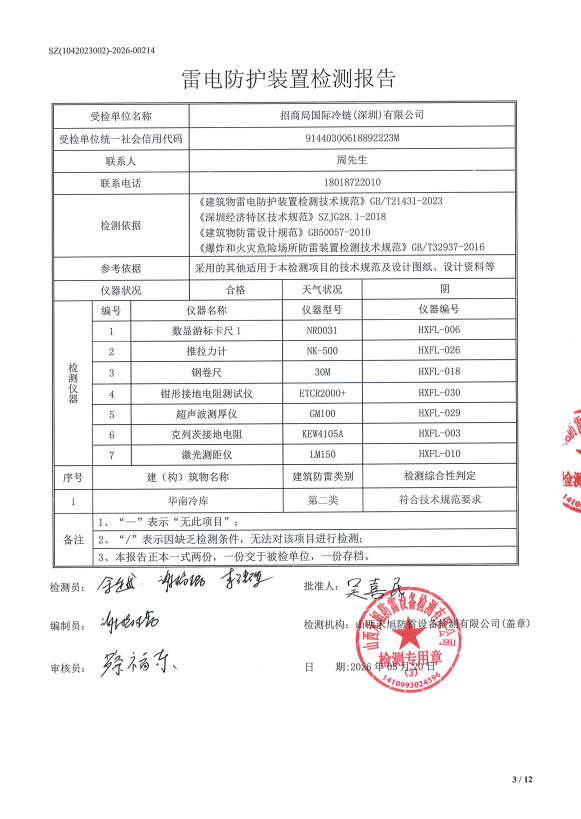 SZ(1042023002)-2026-00214
雷电防护装置检测报告
受检单位名称 招商局国际冷链(深圳)有限公司
受检单位统一社会信用代码 91440300618892223M
联系人 周先生
联系电话 18018722010
检测依据
《建筑物雷电防护装置检测技术规范》GB/T21431-2023
《深圳经济特区技术规范》SZJG28.1-2018
《建筑物防雷设计规范》GB50057-2010
《爆炸和火灾危险场所防雷装置检测技术规范》GB/T32937-2016
参考依据 采用的其他适用于本检测项目的技术规范及设计图纸、设计资料等
仪器状况 合格 天气状况 阴
检测仪器
编号 仪器名称 仪器型号 仪器编号
1 数显游标卡尺1 NR0031 HXFL-006
2 推拉力计 NK-500 HXFL-026
3 钢卷尺 30M HXFL-018
4 钳形接地电阻测试仪 ETCR2000+ HXFL-030
5 超声波测厚仪 GM100 HXFL-029
6 克列茨接地电阻 KEW4105A HXFL-003
7 激光测距仪 LM150 HXFL-010
序号 建（构）筑物名称 建筑防雷类别 检测综合性判定
1 华南冷库 第二类 符合技术规范要求
备注
1、“—”表示“无此项目”；
2、“/”表示因缺乏检测条件，无法对该项目进行检测；
3、本报告正本一式两份，一份交于被检单位，一份存档。
检测员：
批准人：吴喜民
编制员：
检测机构：山西禾旭防雷设备检测有限公司(盖章)
审核员：徐福东
日 期:2026年05月20日
山西禾旭防雷设备检测有限公司
检测专用章
(3)
1410993024596
3 / 12